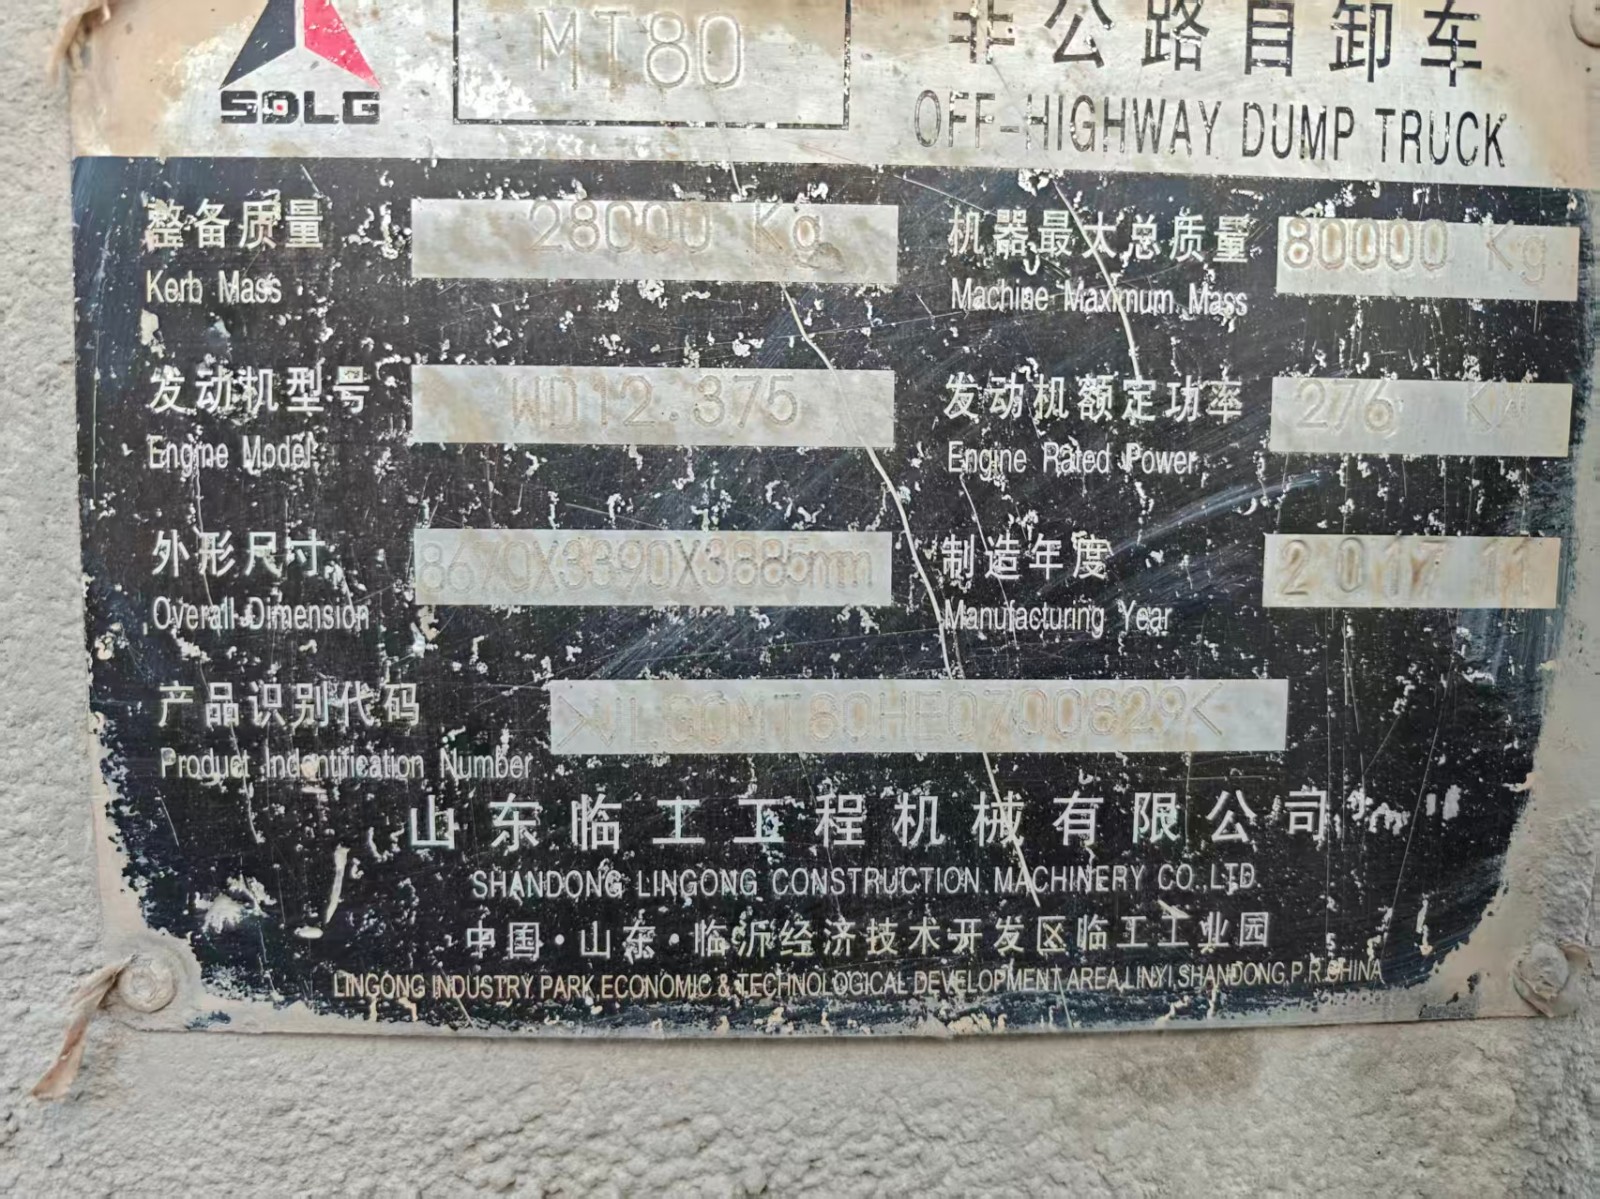 SDLG
MT80
非公路自卸车
OFF-HIGHWAY DUMP TRUCK
整备质量 28000 Kg 机器最大总质量 80000 Kg
Kerb Mass Machine Maximum Mass
发动机型号 WD12.375 发动机额定功率 276 KW
Engine Model Engine Rated Power
外形尺寸 8670X3390X3885mm 制造年度 2017 11
Overall Dimension Manufacturing Year
产品识别代码
Product Indentification Number
山东临工工程机械有限公司
SHANDONG LINGONG CONSTRUCTION MACHINERY CO.,LTD
中国·山东·临沂经济技术开发区临工工业园
LINGONG INDUSTRY PARK,ECONOMIC & TECHNOLOGICAL DEVELOPMENT AREA,LINYI,SHANDONG,P.R.CHINA